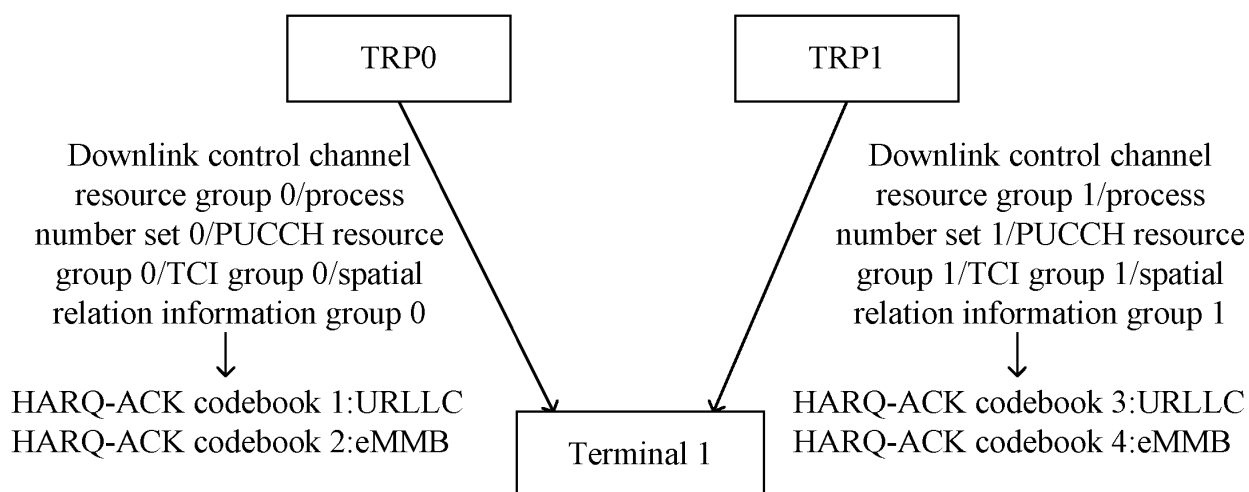 TRP0
TRP1
Downlink control channel
resource group 0/process
number set 0/PUCCH resource
group 0/TCI group 0/spatial
relation information group 0
HARQ-ACK codebook 1:URLLC
HARQ-ACK codebook 2:eMMB
Downlink control channel
resource group 1/process
number set 1/PUCCH resource
group 1/TCI group 1/spatial
relation information group 1
HARQ-ACK codebook 3:URLLC
HARQ-ACK codebook 4:eMMB
Terminal 1